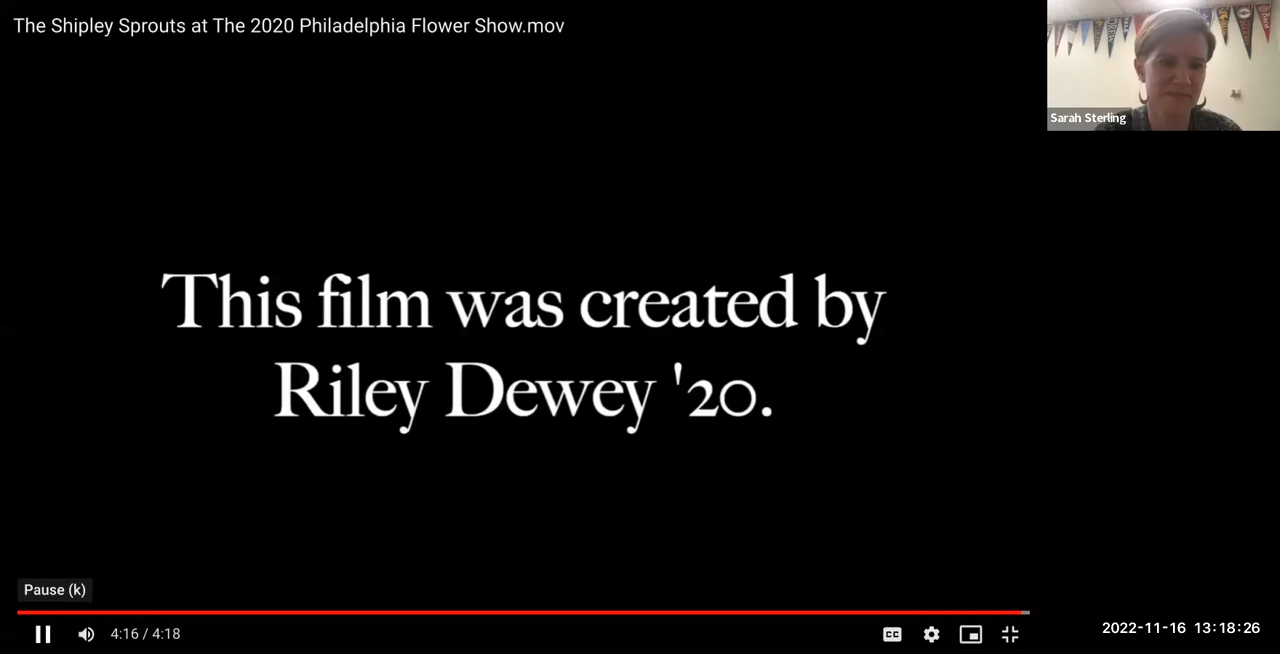 The Shipley Sprouts at The 2020 Philadelphia Flower Show.mov
Sarah Sterling
This film was created by
Riley Dewey '20.
Pause (k)
4:16 / 4:18
CC
2022-11-16 13:18:26